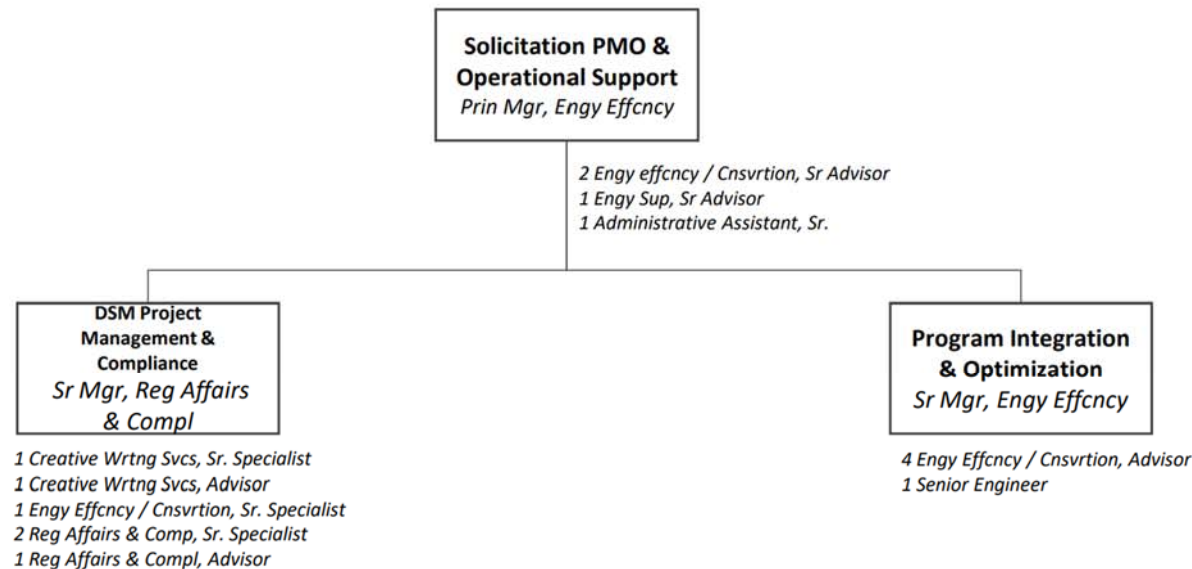 Solicitation PMO &
Operational Support
Prin Mgr, Engy Effcncy
2 Engy effcncy / Cnsvrtion, Sr Advisor
1 Engy Sup, Sr Advisor
1 Administrative Assistant, Sr.
DSM Project
Management &
Compliance
Sr Mgr, Reg Affairs
& Compl
1 Creative Wrtng Svcs, Sr. Specialist
1 Creative Wrtng Svcs, Advisor
1 Engy Effcncy / Cnsvrtion, Sr. Specialist
2 Reg Affairs & Comp, Sr. Specialist
1 Reg Affairs & Compl, Advisor
Program Integration
& Optimization
Sr Mgr, Engy Effcncy
4 Engy Effcncy / Cnsvrtion, Advisor
1 Senior Engineer